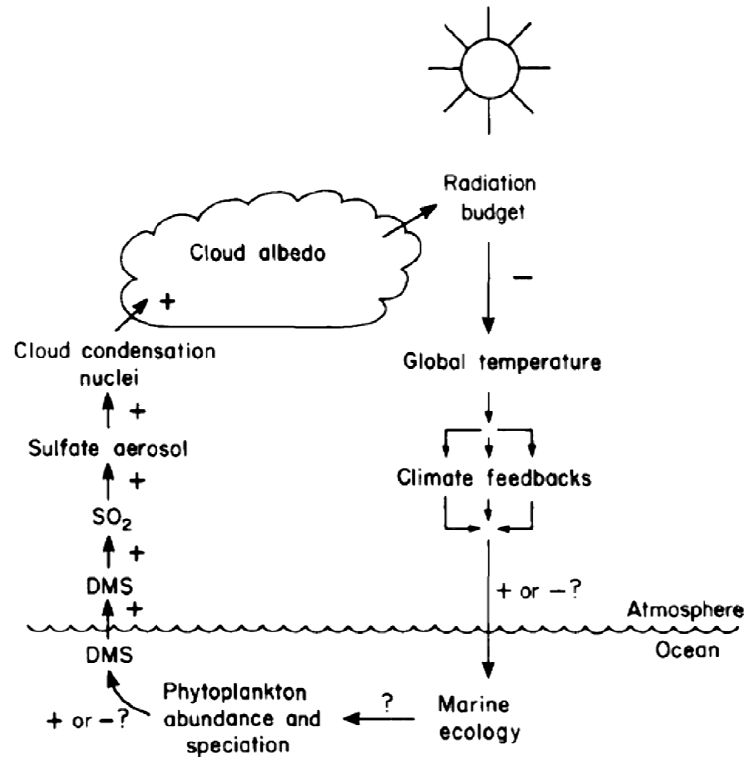 Radiation
budget
Cloud albedo
+
−
Cloud condensation
nuclei
Global temperature
+
Sulfate aerosol
+
Climate feedbacks
SO₂
+
DMS
+
+ or −?
Atmosphere
Ocean
DMS
+ or −?
Phytoplankton
abundance and
speciation
?
Marine
ecology